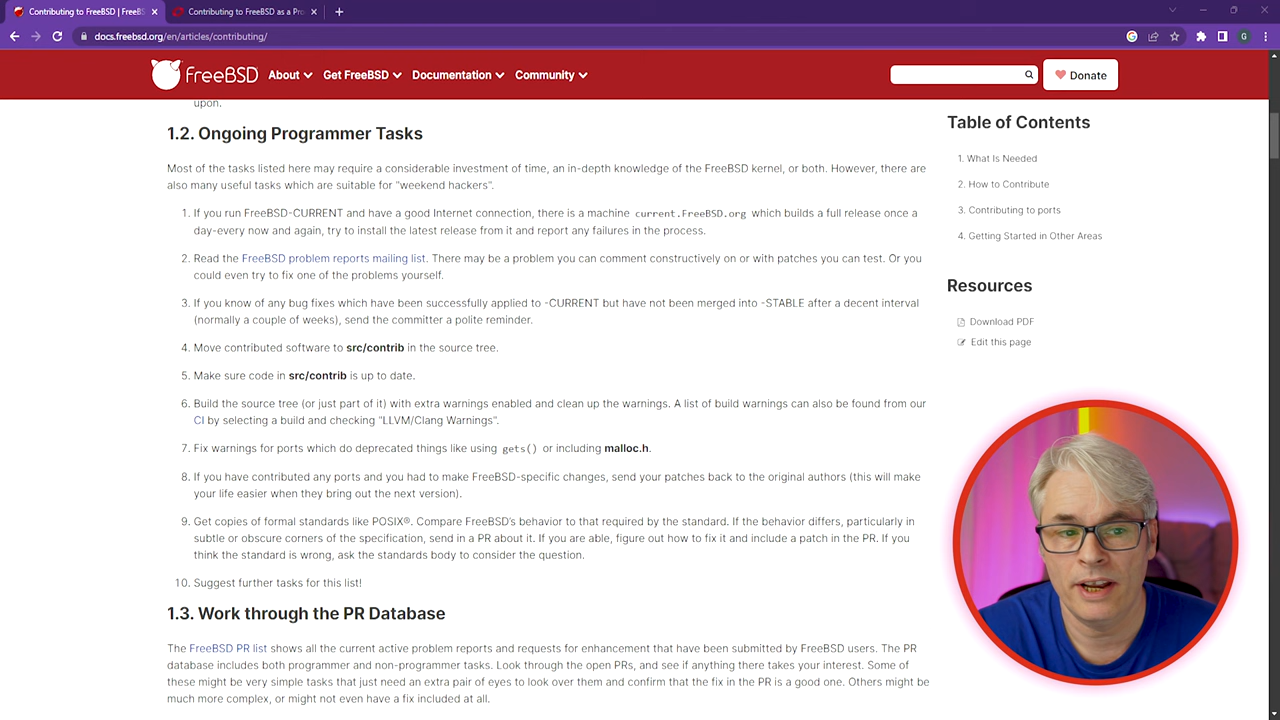 Contributing to FreeBSD | FreeBS
Contributing to FreeBSD as a Pro
docs.freebsd.org/en/articles/contributing/
G
FreeBSD
About
Get FreeBSD
Documentation
Community
Donate
upon.
1.2. Ongoing Programmer Tasks
Most of the tasks listed here may require a considerable investment of time, an in-depth knowledge of the FreeBSD kernel, or both. However, there are
also many useful tasks which are suitable for "weekend hackers".
1. If you run FreeBSD-CURRENT and have a good Internet connection, there is a machine current.FreeBSD.org which builds a full release once a
day-every now and again, try to install the latest release from it and report any failures in the process.
2. Read the FreeBSD problem reports mailing list. There may be a problem you can comment constructively on or with patches you can test. Or you
could even try to fix one of the problems yourself.
3. If you know of any bug fixes which have been successfully applied to -CURRENT but have not been merged into -STABLE after a decent interval
(normally a couple of weeks), send the committer a polite reminder.
4. Move contributed software to src/contrib in the source tree.
5. Make sure code in src/contrib is up to date.
6. Build the source tree (or just part of it) with extra warnings enabled and clean up the warnings. A list of build warnings can also be found from our
CI by selecting a build and checking "LLVM/Clang Warnings".
7. Fix warnings for ports which do deprecated things like using gets() or including malloc.h.
8. If you have contributed any ports and you had to make FreeBSD-specific changes, send your patches back to the original authors (this will make
your life easier when they bring out the next version).
9. Get copies of formal standards like POSIX®. Compare FreeBSD's behavior to that required by the standard. If the behavior differs, particularly in
subtle or obscure corners of the specification, send in a PR about it. If you are able, figure out how to fix it and include a patch in the PR. If you
think the standard is wrong, ask the standards body to consider the question.
10. Suggest further tasks for this list!
1.3. Work through the PR Database
The FreeBSD PR list shows all the current active problem reports and requests for enhancement that have been submitted by FreeBSD users. The PR
database includes both programmer and non-programmer tasks. Look through the open PRs, and see if anything there takes your interest. Some of
these might be very simple tasks that just need an extra pair of eyes to look over them and confirm that the fix in the PR is a good one. Others might be
much more complex, or might not even have a fix included at all.
Table of Contents
1. What Is Needed
2. How to Contribute
3. Contributing to ports
4. Getting Started in Other Areas
Resources
Download PDF
Edit this page